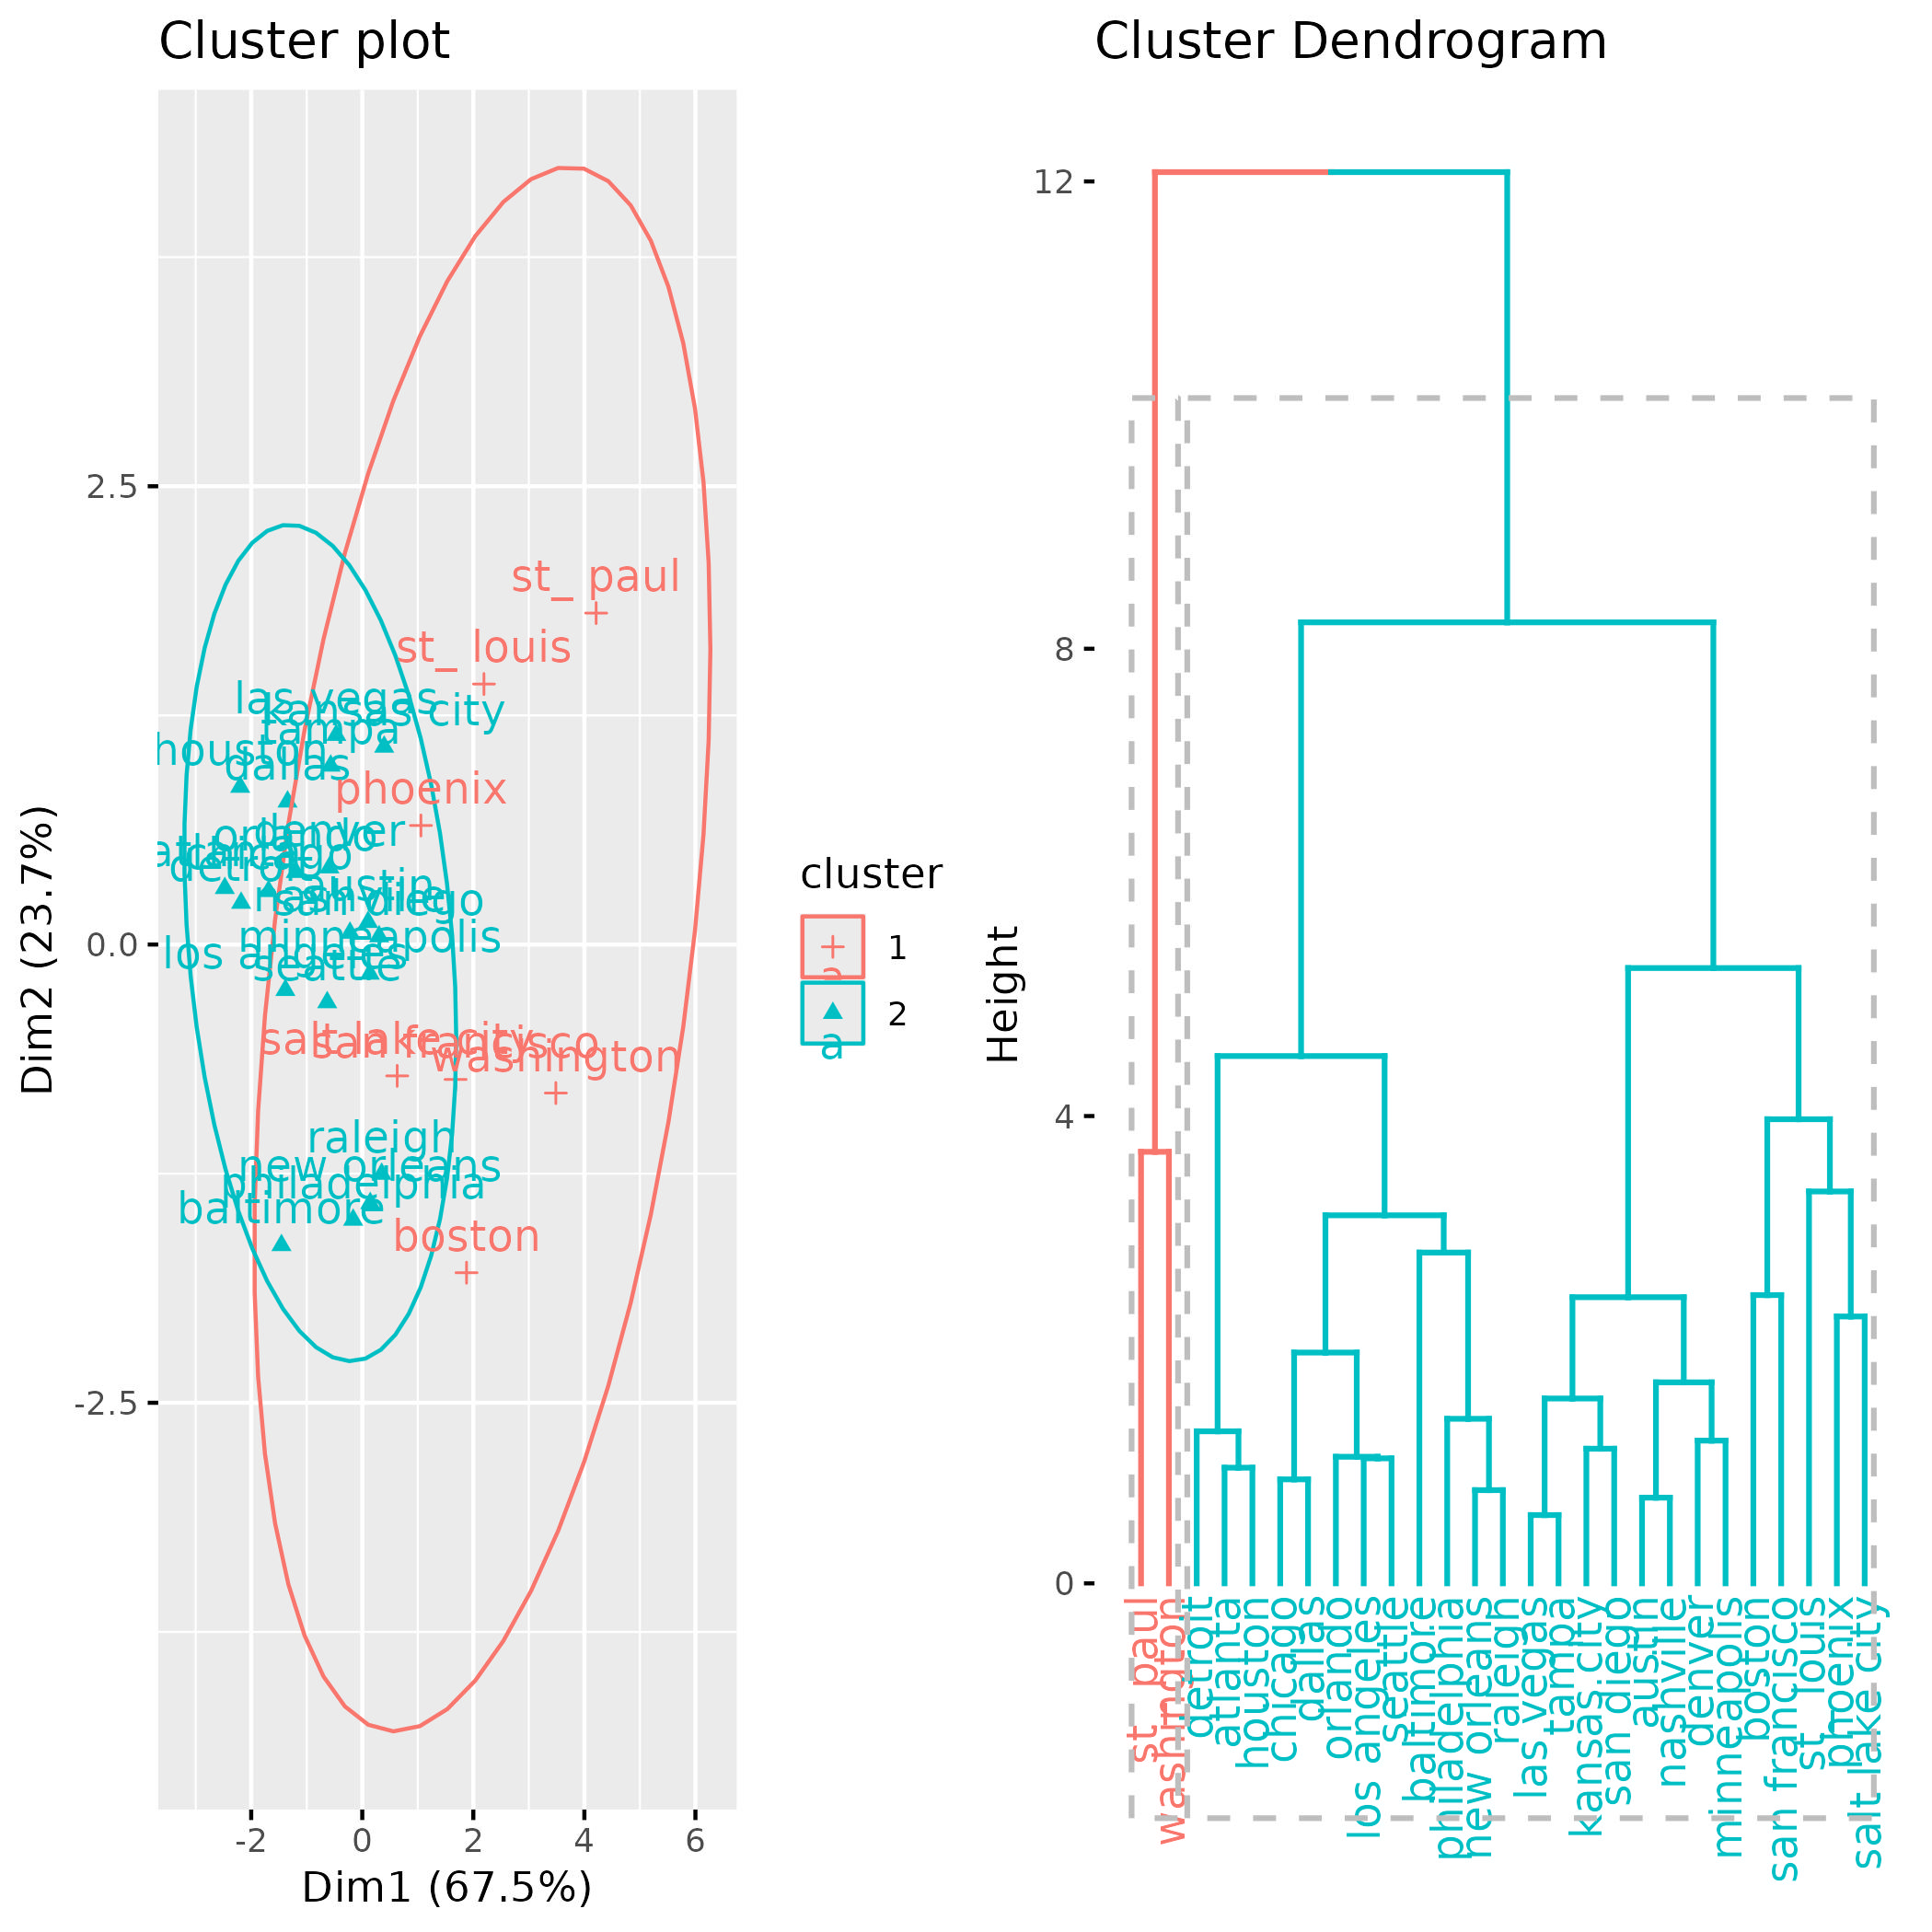 Cluster plot
2.5
0.0
-2.5
-2
0
2
4
6
Dim1 (67.5%)
Dim2 (23.7%)
st_ paul
st_ louis
las vegas
kansas city
tampa
houston
dallas
phoenix
denver
orlando
chicago
detroit
austin
nashville
san diego
minneapolis
los angeles
seattle
salt lake city
san francisco
washington
raleigh
new orleans
philadelphia
baltimore
boston
cluster
1
2
a
Cluster Dendrogram
12
8
4
0
Height
st_ paul
washington
detroit
atlanta
houston
chicago
dallas
orlando
los angeles
seattle
baltimore
philadelphia
new orleans
raleigh
las vegas
tampa
kansas city
san diego
austin
nashville
denver
minneapolis
boston
san francisco
st_ louis
phoenix
salt lake city